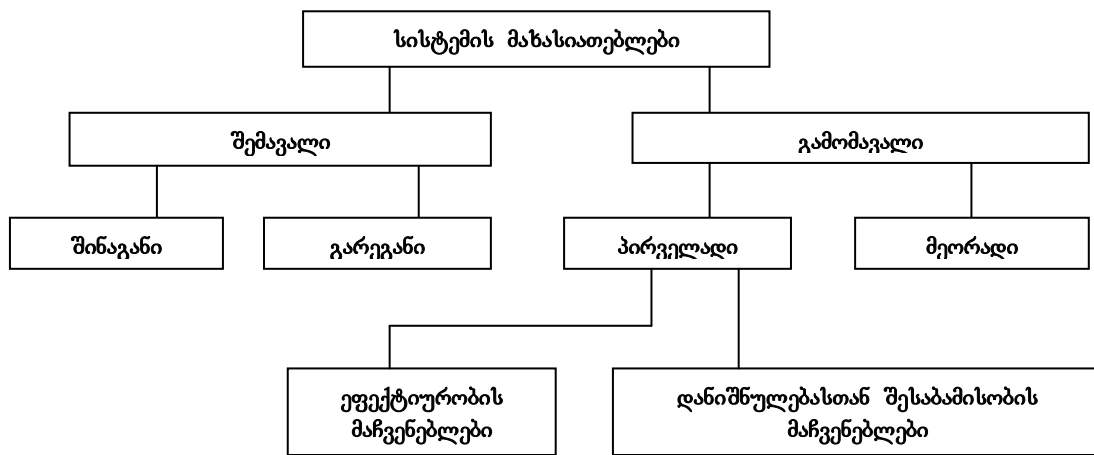 სისტემის მახასიათებლები
შემავალი
გამომავალი
შინაგანი
გარეგანი
პირველადი
მეორადი
ეფექტიურობის
მაჩვენებლები
დანიშნულებასთან შესაბამისობის
მაჩვენებლები